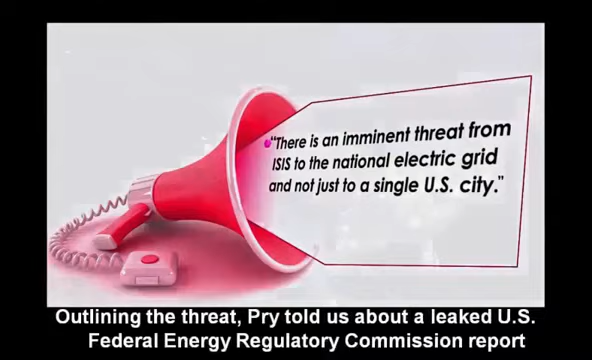 “There is an imminent threat from
ISIS to the national electric grid
and not just to a single U.S. city."
Outlining the threat, Pry told us about a leaked U.S.
Federal Energy Regulatory Commission report